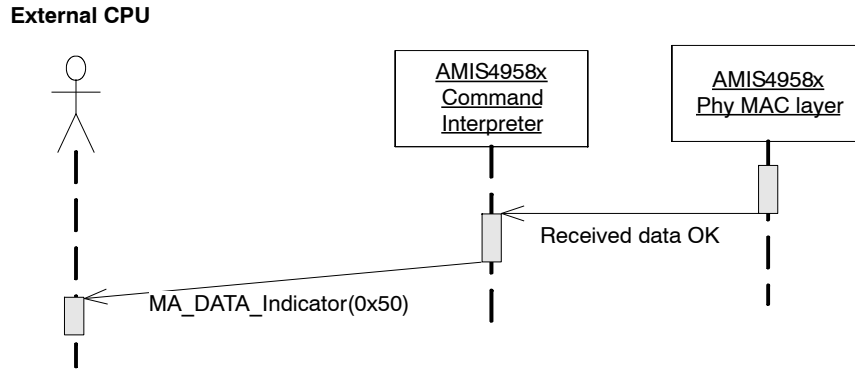 External CPU
AMIS4958x
Command
Interpreter
AMIS4958x
Phy MAC layer
Received data OK
MA_DATA_Indicator(0x50)